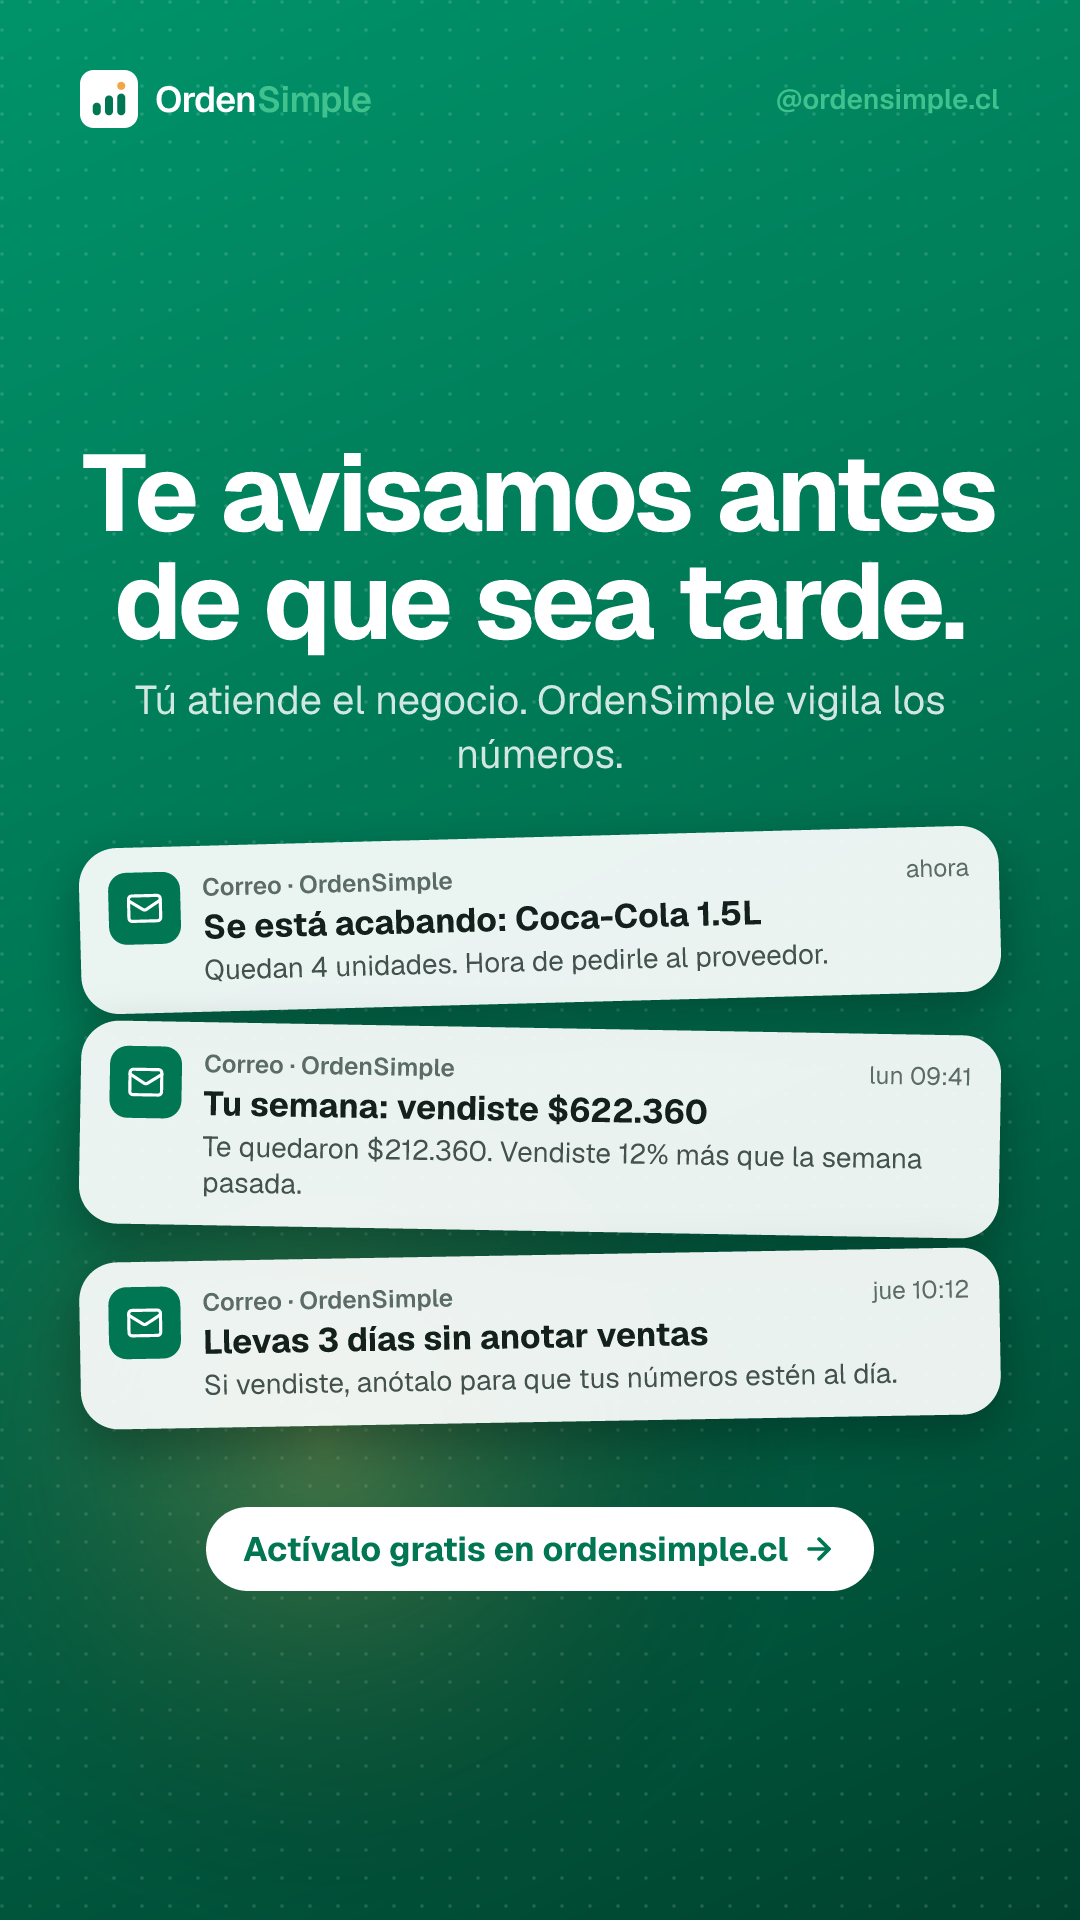 OrdenSimple
@ordensimple.cl
Te avisamos antes
de que sea tarde.
Tú atiende el negocio. OrdenSimple vigila los
números.
Correo · OrdenSimple
ahora
Se está acabando: Coca-Cola 1.5L
Quedan 4 unidades. Hora de pedirle al proveedor.
Correo · OrdenSimple
lun 09:41
Tu semana: vendiste $622.360
Te quedaron $212.360. Vendiste 12% más que la semana
pasada.
Correo · OrdenSimple
jue 10:12
Llevas 3 días sin anotar ventas
Si vendiste, anótalo para que tus números estén al día.
Actívalo gratis en ordensimple.cl →